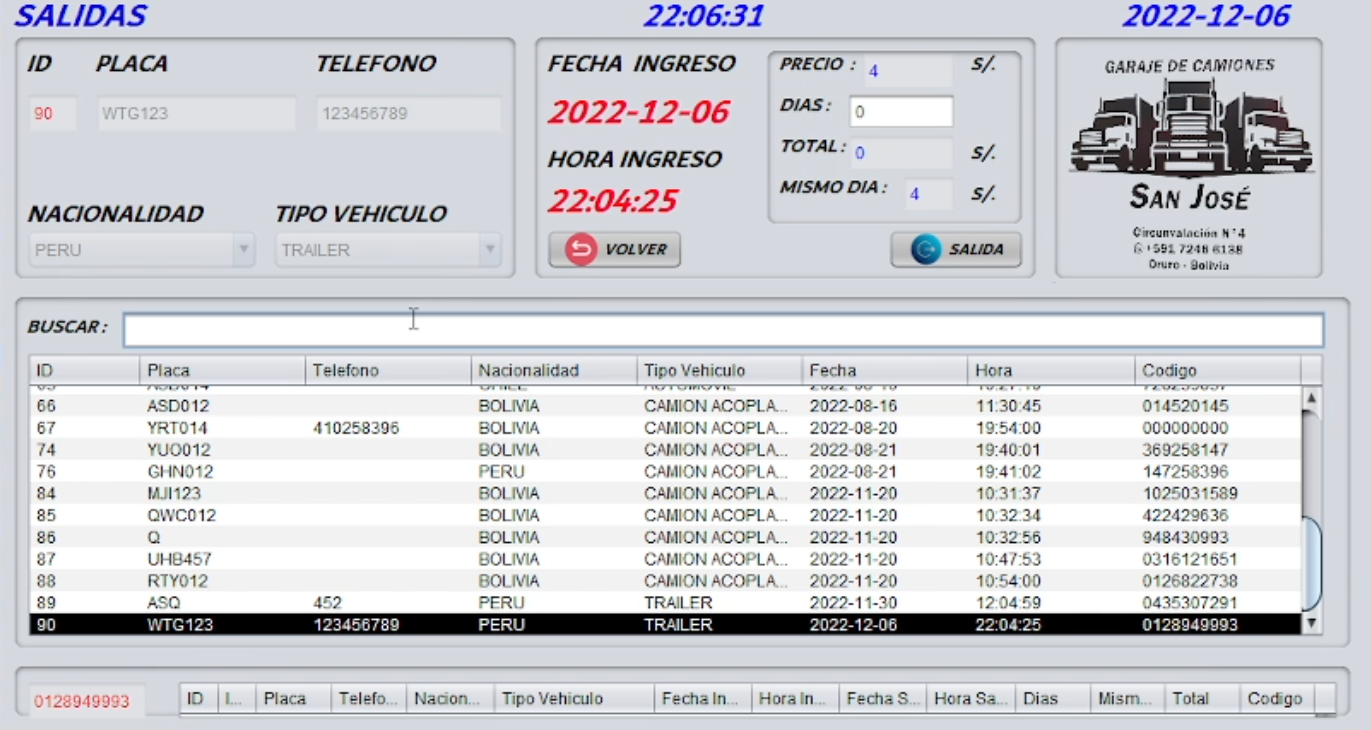 SALIDAS 22:06:31 2022-12-06
ID PLACA TELEFONO
90 WTG123 123456789
NACIONALIDAD TIPO VEHICULO
PERU TRAILER
FECHA INGRESO
2022-12-06
HORA INGRESO
22:04:25
VOLVER
PRECIO : 4 S/.
DIAS : 0
TOTAL : 0 S/.
MISMO DIA : 4 S/.
SALIDA
GARAJE DE CAMIONES
SAN JOSÉ
Circunvalación N°4
+591 7248 6138
Oruro - Bolivia
BUSCAR :
ID Placa Telefono Nacionalidad Tipo Vehiculo Fecha Hora Codigo
66 ASD012 BOLIVIA CAMION ACOPLA... 2022-08-16 11:30:45 014520145
67 YRT014 410258396 BOLIVIA CAMION ACOPLA... 2022-08-20 19:54:00 000000000
74 YUO012 BOLIVIA CAMION ACOPLA... 2022-08-21 19:40:01 369258147
76 GHN012 PERU CAMION ACOPLA... 2022-08-21 19:41:02 147258396
84 MJI123 BOLIVIA CAMION ACOPLA... 2022-11-20 10:31:37 1025031589
85 QWC012 BOLIVIA CAMION ACOPLA... 2022-11-20 10:32:34 422429636
86 Q BOLIVIA CAMION ACOPLA... 2022-11-20 10:32:56 948430993
87 UHB457 BOLIVIA CAMION ACOPLA... 2022-11-20 10:47:53 0316121651
88 RTY012 BOLIVIA CAMION ACOPLA... 2022-11-20 10:54:00 0126822738
89 ASQ 452 PERU TRAILER 2022-11-30 12:04:59 0435307291
90 WTG123 123456789 PERU TRAILER 2022-12-06 22:04:25 0128949993
0128949993 ID I... Placa Telefo... Nacion... Tipo Vehiculo Fecha In... Hora In... Fecha S... Hora Sa... Dias Mism... Total Codigo